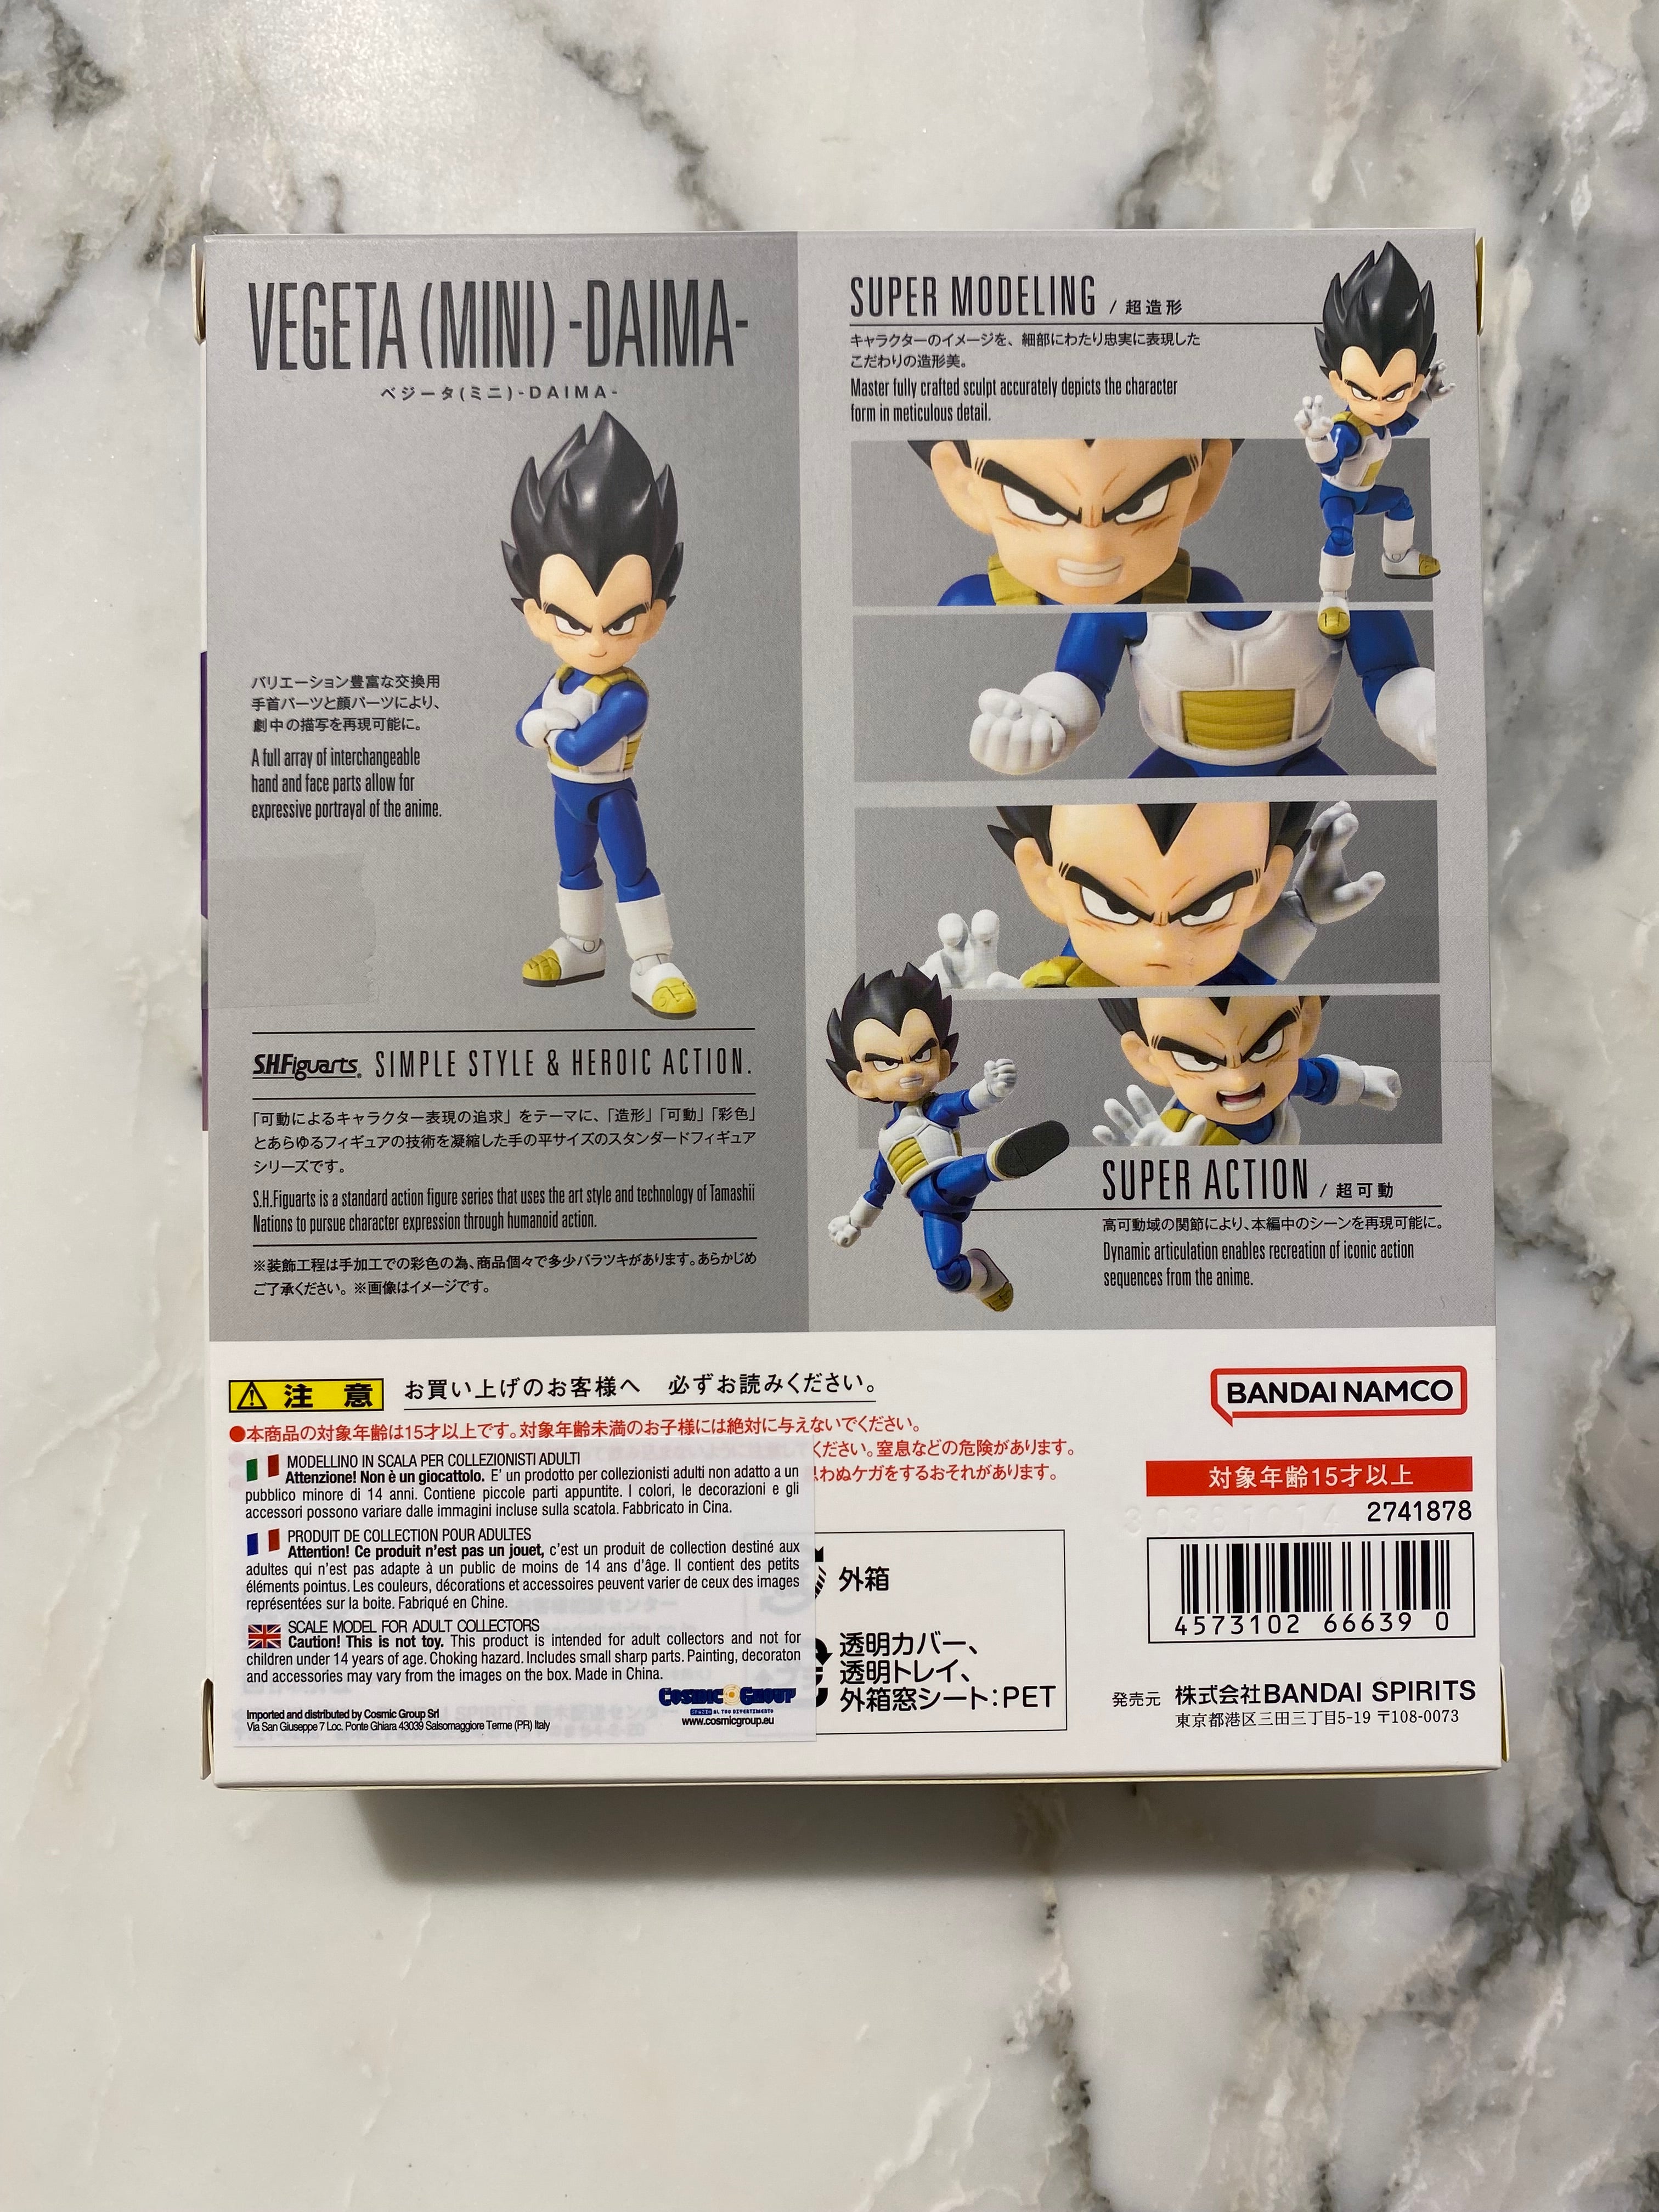 VEGETA (MINI) -DAIMA-
ベジータ(ミニ)-DAIMA-
バリエーション豊富な交換用
手首パーツと顔パーツにより、
劇中の描写を再現可能に。
A full array of interchangeable
hand and face parts allow for
expressive portrayal of the anime.
S.H.Figuarts® SIMPLE STYLE & HEROIC ACTION.
「可動によるキャラクター表現の追求」をテーマに、「造形」「可動」「彩色」
とあらゆるフィギュアの技術を凝縮した手の平サイズのスタンダードフィギュア
シリーズです。
S.H.Figuarts is a standard action figure series that uses the art style and technology of Tamashii
Nations to pursue character expression through humanoid action.
※装飾工程は手加工での彩色の為、商品個々で多少バラツキがあります。あらかじめ
ご了承ください。※画像はイメージです。
SUPER MODELING / 超造形
キャラクターのイメージを、細部にわたり忠実に表現した
こだわりの造形美。
Master fully crafted sculpt accurately depicts the character
form in meticulous detail.
SUPER ACTION / 超可動
高可動域の関節により、本編中のシーンを再現可能に。
Dynamic articulation enables recreation of iconic action
sequences from the anime.
注意 お買い上げのお客様へ 必ずお読みください。
●本商品の対象年齢は15才以上です。対象年齢未満のお子様には絶対に与えないでください。
ください。窒息などの危険があります。
わぬケガをするおそれがあります。
MODELLINO IN SCALA PER COLLEZIONISTI ADULTI
Attenzione! Non è un giocattolo. E' un prodotto per collezionisti adulti non adatto a un
pubblico minore di 14 anni. Contiene piccole parti appuntite. I colori, le decorazioni e gli
accessori possono variare dalle immagini incluse sulla scatola. Fabbricato in Cina.
PRODUIT DE COLLECTION POUR ADULTES
Attention! Ce produit n'est pas un jouet, c'est un produit de collection destiné aux
adultes qui n'est pas adapte à un public de moins de 14 ans d'âge. Il contient des petits
éléments pointus. Les couleurs, décorations et accessoires peuvent varier de ceux des images
représentées sur la boite. Fabriqué en Chine.
SCALE MODEL FOR ADULT COLLECTORS
Caution! This is not toy. This product is intended for adult collectors and not for
children under 14 years of age. Choking hazard. Includes small sharp parts. Painting, decoraton
and accessories may vary from the images on the box. Made in China.
COSMIC GROUP
Imported and distributed by Cosmic Group Srl
Via San Giuseppe 7 Loc. Ponte Ghiara 43039 Salsomaggiore Terme (PR) Italy
www.cosmicgroup.eu
外箱
透明カバー、
透明トレイ、
外箱窓シート:PET
BANDAI NAMCO
対象年齢15才以上
2741878
4573102 66639 0
発売元 株式会社BANDAI SPIRITS
東京都港区三田三丁目5-19 〒108-0073